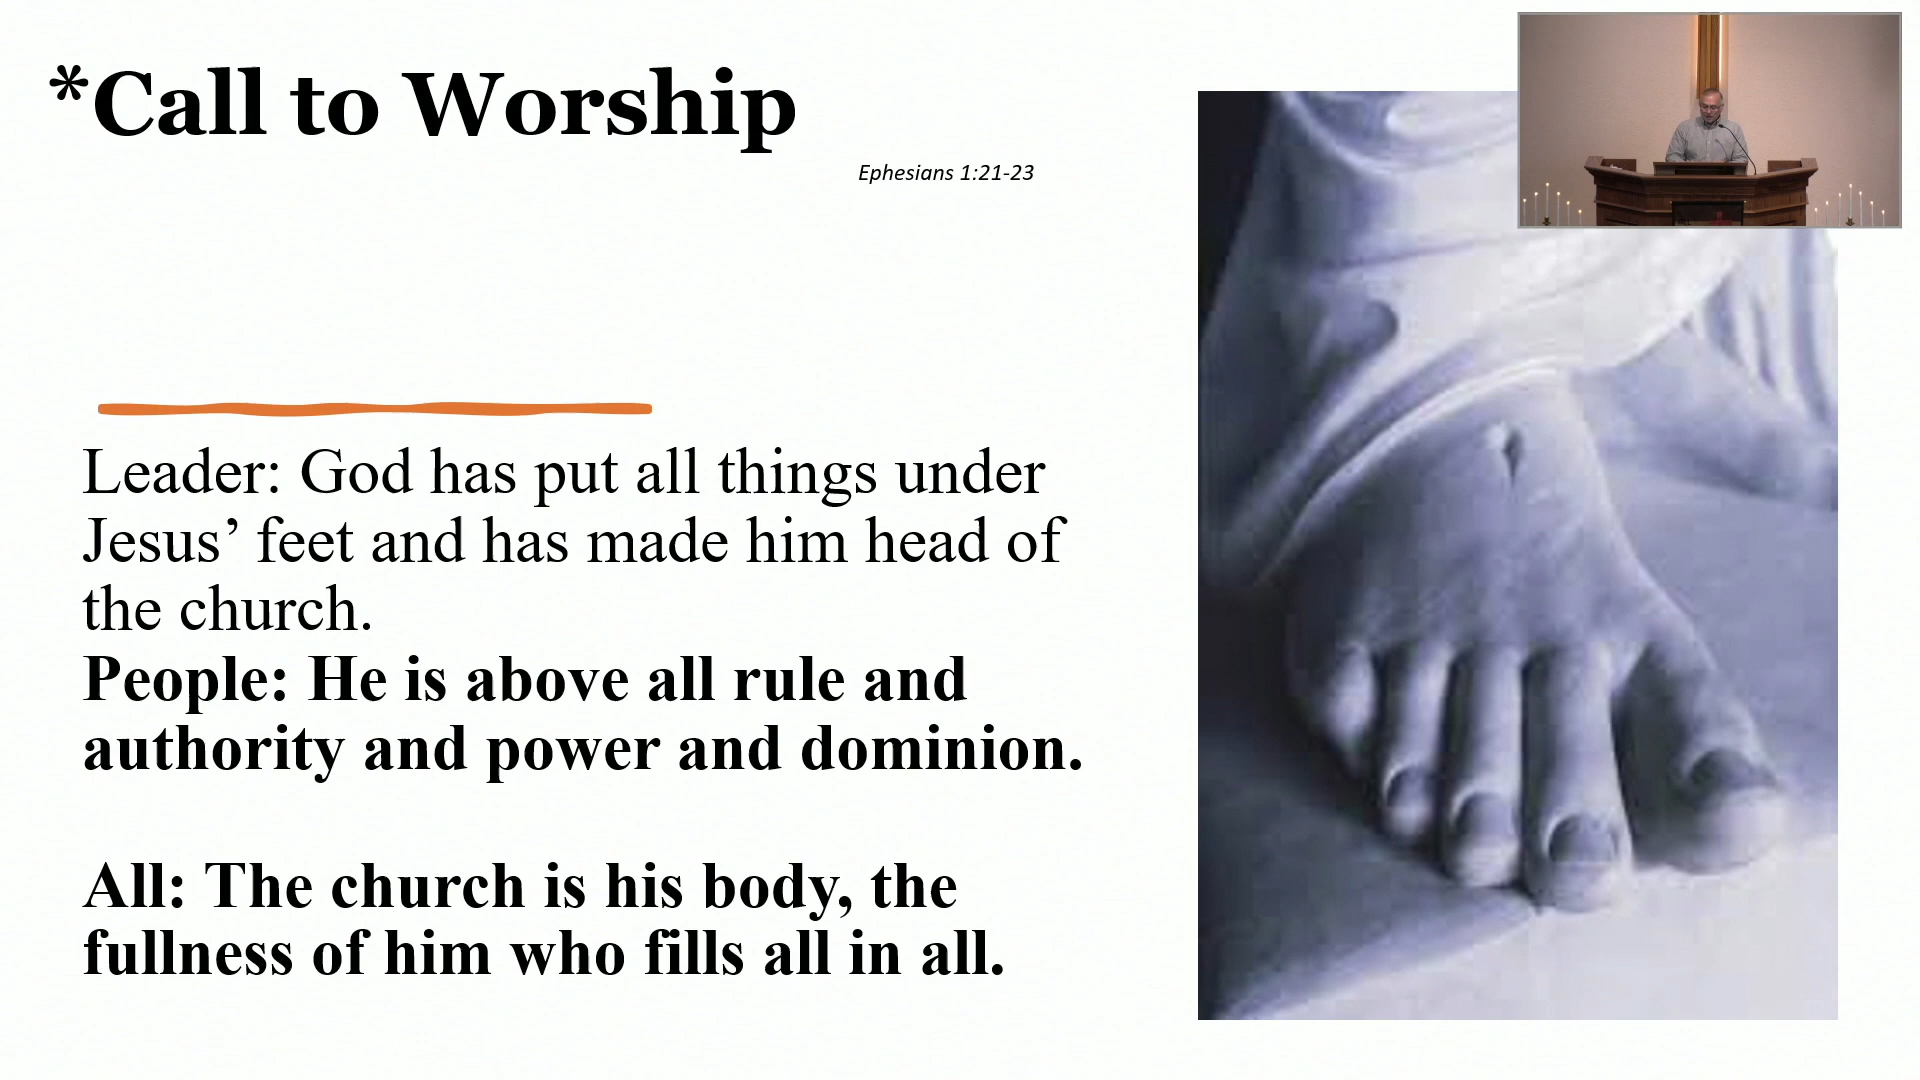 *Call to Worship
Ephesians 1:21-23
Leader: God has put all things under
Jesus’ feet and has made him head of
the church.
People: He is above all rule and
authority and power and dominion.
All: The church is his body, the
fullness of him who fills all in all.